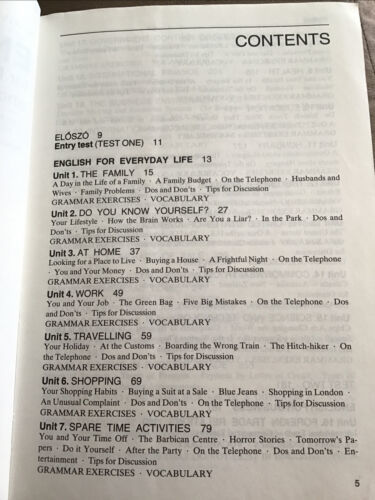 CONTENTS
ELŐSZÓ 9
Entry test (TEST ONE) 11
ENGLISH FOR EVERYDAY LIFE 13
Unit 1. THE FAMILY 15
A Day in the Life of a Family · A Family Budget · On the Telephone · Husbands and
Wives · Family Problems · Dos and Don'ts · Tips for Discussion
GRAMMAR EXERCISES · VOCABULARY
Unit 2. DO YOU KNOW YOURSELF? 27
Your Lifestyle · How the Brain Works · Are You a Liar? · In the Park · Dos and
Don'ts · Tips for Discussion
GRAMMAR EXERCISES · VOCABULARY
Unit 3. AT HOME 37
Looking for a Place to Live · Buying a House · A Frightful Night · On the Telephone
· You and Your Money · Dos and Don'ts · Tips for Discussion
GRAMMAR EXERCISES · VOCABULARY
Unit 4. WORK 49
You and Your Job · The Green Bag · Five Big Mistakes · On the Telephone · Dos
and Don'ts · Tips for Discussion
GRAMMAR EXERCISES · VOCABULARY
Unit 5. TRAVELLING 59
Your Holiday · At the Customs · Boarding the Wrong Train · The Hitch-hiker · On
the Telephone · Dos and Don'ts · Tips for Discussion
GRAMMAR EXERCISES · VOCABULARY
Unit 6. SHOPPING 69
Your Shopping Habits · Buying a Suit at a Sale · Blue Jeans · Shopping in London ·
An Unusual Complaint · Dos and Don'ts · On the Telephone · Tips for Discussion
GRAMMAR EXERCISES · VOCABULARY
Unit 7. SPARE TIME ACTIVITIES 79
You and Your Time Off · The Barbican Centre · Horror Stories · Tomorrow's Pa-
pers · Do it Yourself · After the Party · On the Telephone · Dos and Don'ts · En-
tertainment · Tips for Discussion
GRAMMAR EXERCISES · VOCABULARY
5